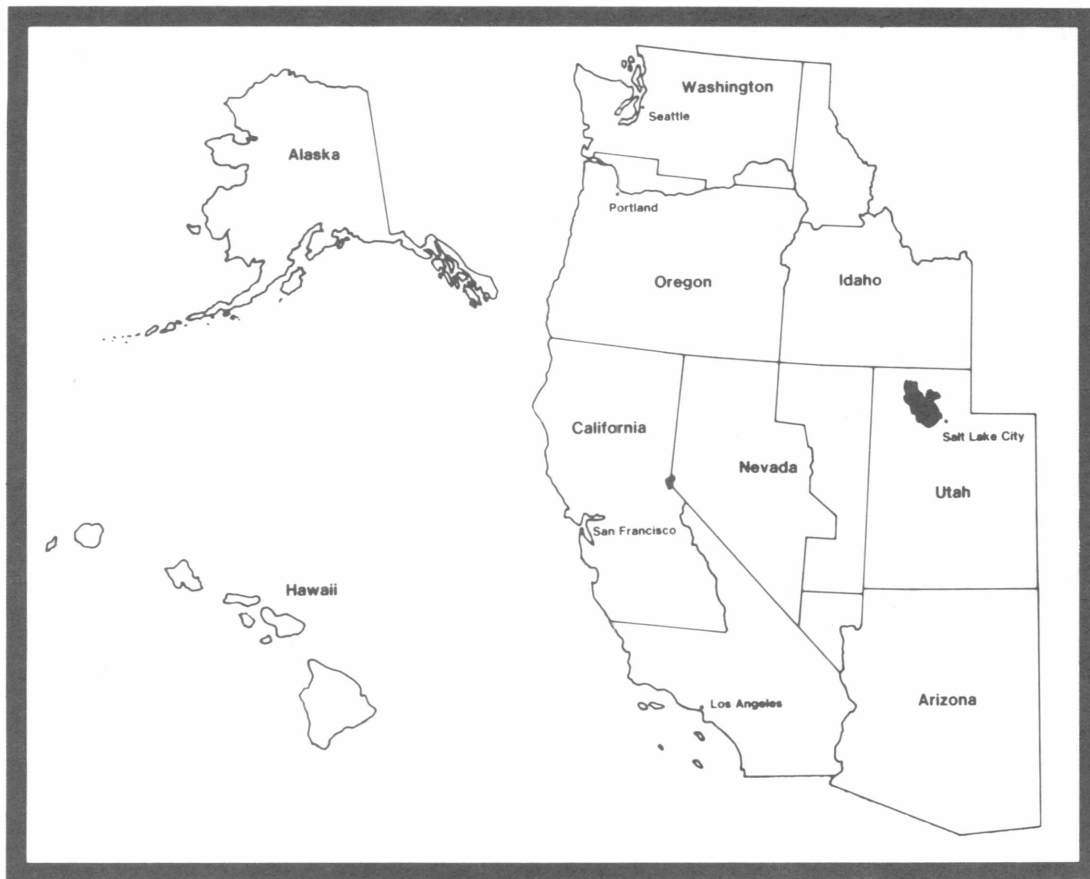 Washington
Seattle
Alaska
Portland
Oregon
Idaho
California
Salt Lake City
Nevada
Utah
San Francisco
Hawaii
Arizona
Los Angeles